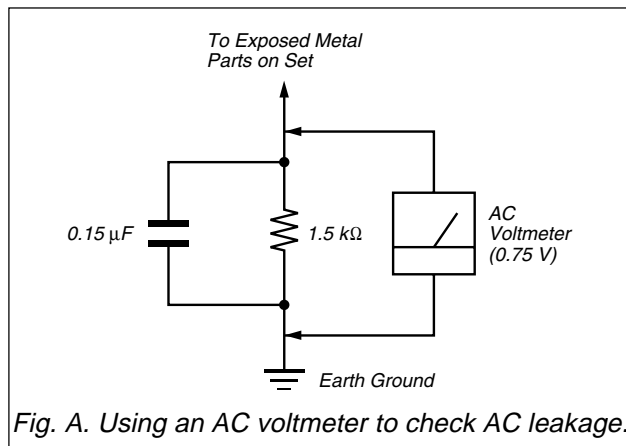 To Exposed Metal
Parts on Set
0.15 μF
1.5 kΩ
AC
Voltmeter
(0.75 V)
Earth Ground
Fig. A. Using an AC voltmeter to check AC leakage.